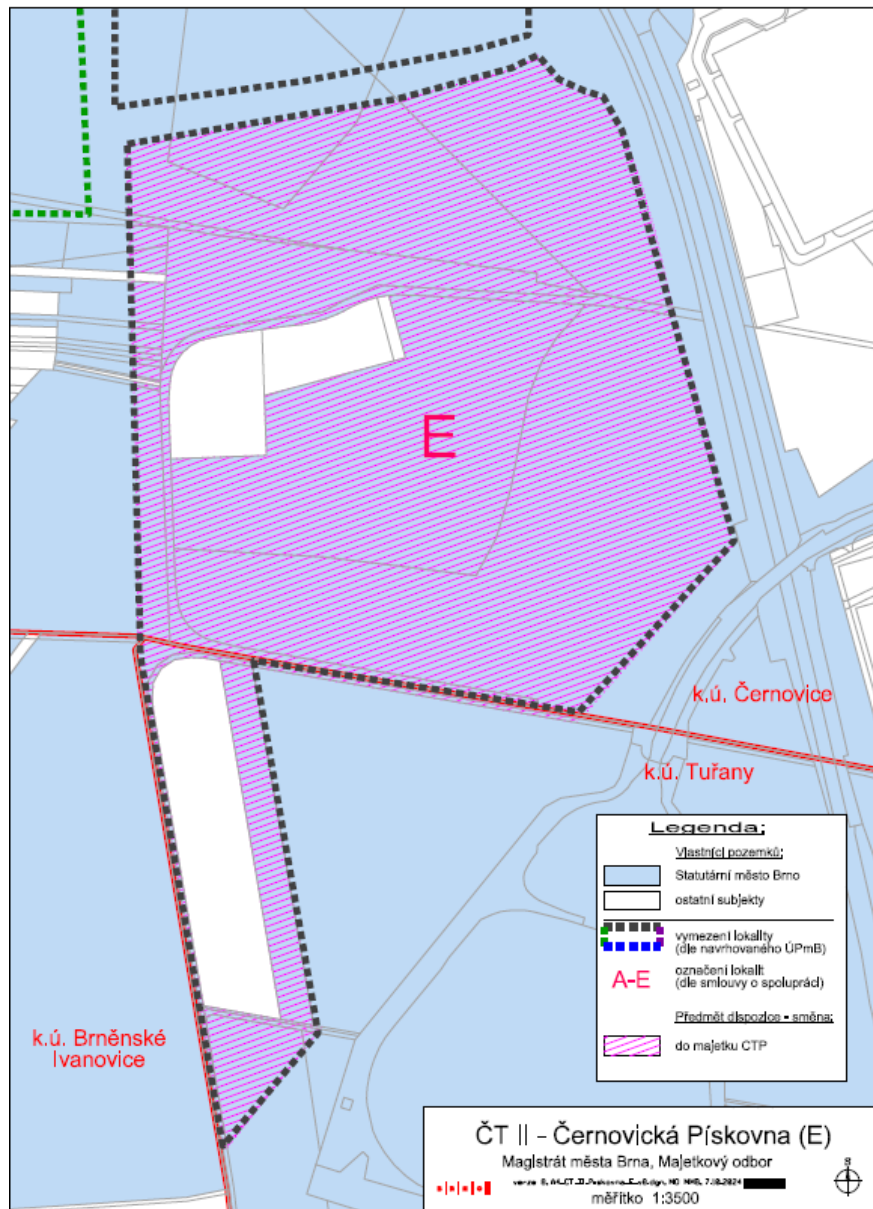 E
k.ú. Černovice
k.ú. Tuřany
k.ú. Brněnské
Ivanovice
Legenda:
Vlastníci pozemků:
Statutární město Brno
ostatní subjekty
vymezení lokality
(dle navrhovaného ÚPmB)
A-E
označení lokalit
(dle smlouvy o spolupráci)
Předmět dispozice - směna:
do majetku CTP
ČT II - Černovická Pískovna (E)
Magistrát města Brna, Majetkový odbor
měřítko 1:3500
S